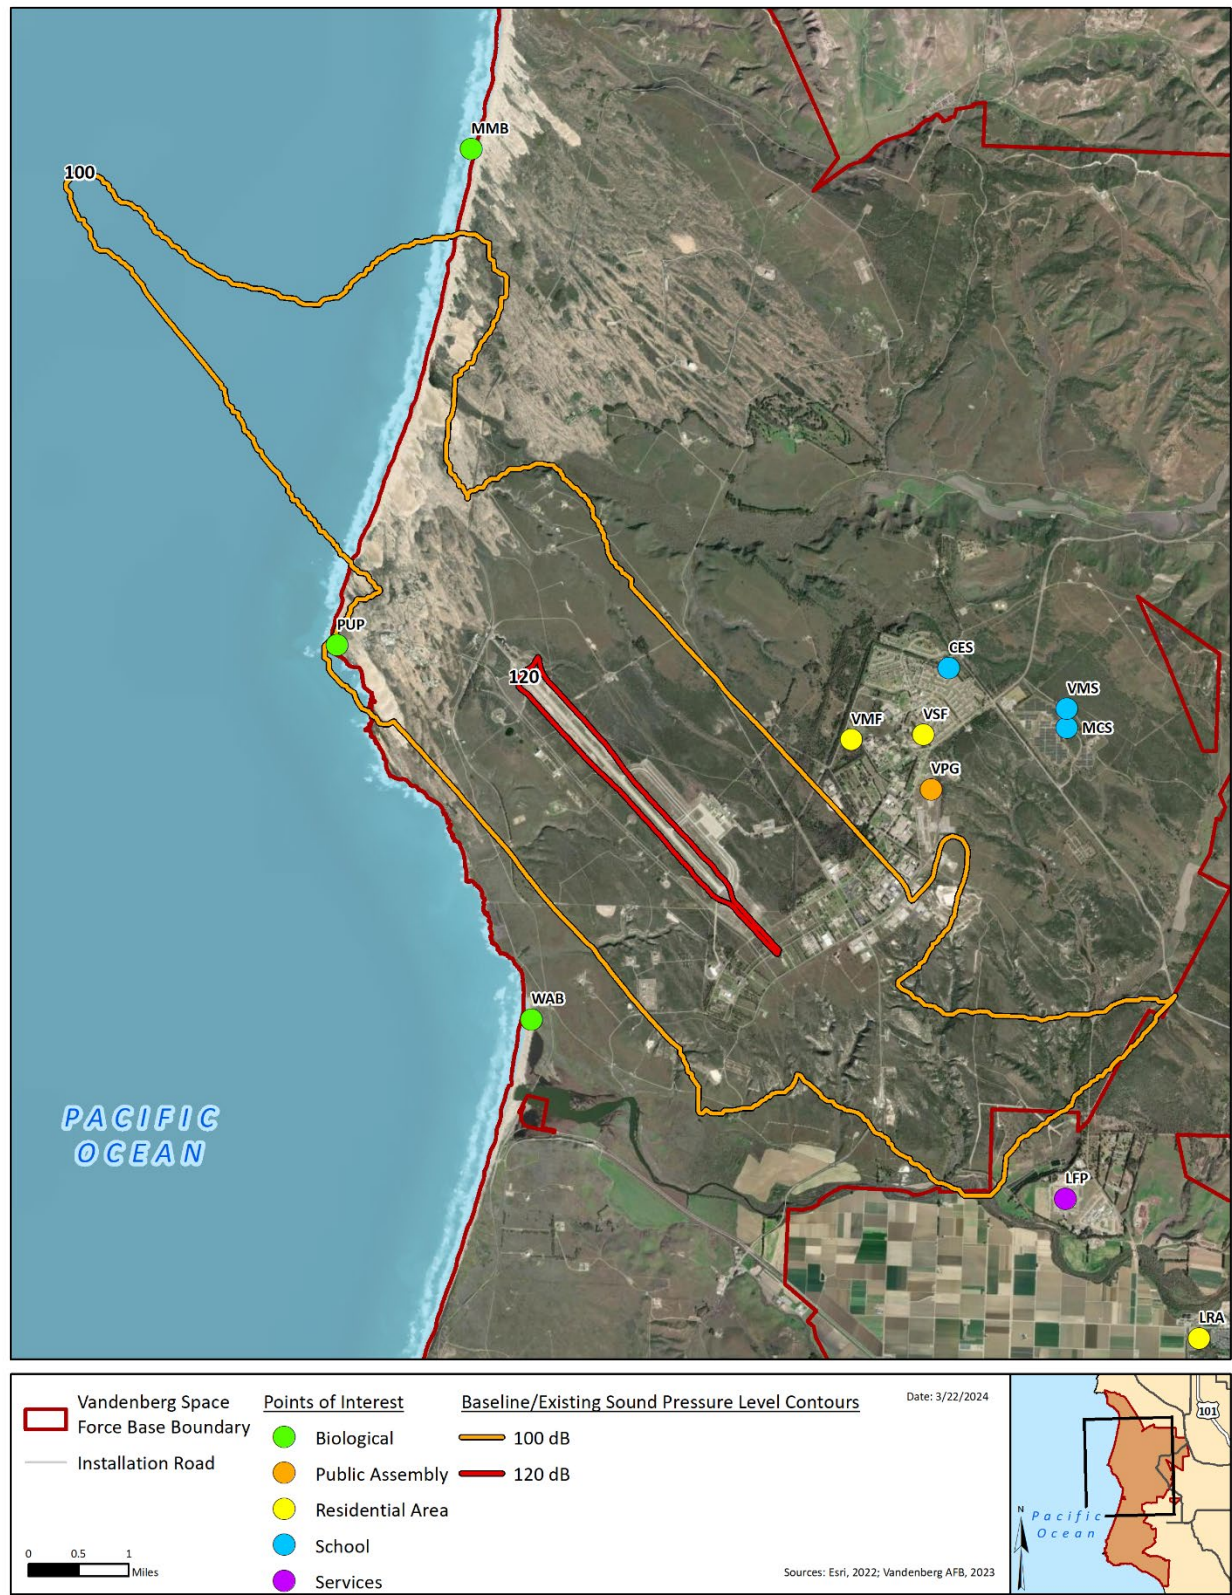 MMB
100
PUP
120
CES
VMS
VMF
VSF
MCS
VPG
WAB
PACIFIC
OCEAN
LFP
LRA
Vandenberg Space
Force Base Boundary
Installation Road
0 0.5 1
Miles
Points of Interest
Biological
Public Assembly
Residential Area
School
Services
Baseline/Existing Sound Pressure Level Contours
100 dB
120 dB
Date: 3/22/2024
Sources: Esri, 2022; Vandenberg AFB, 2023
101
N
Pacific
Ocean